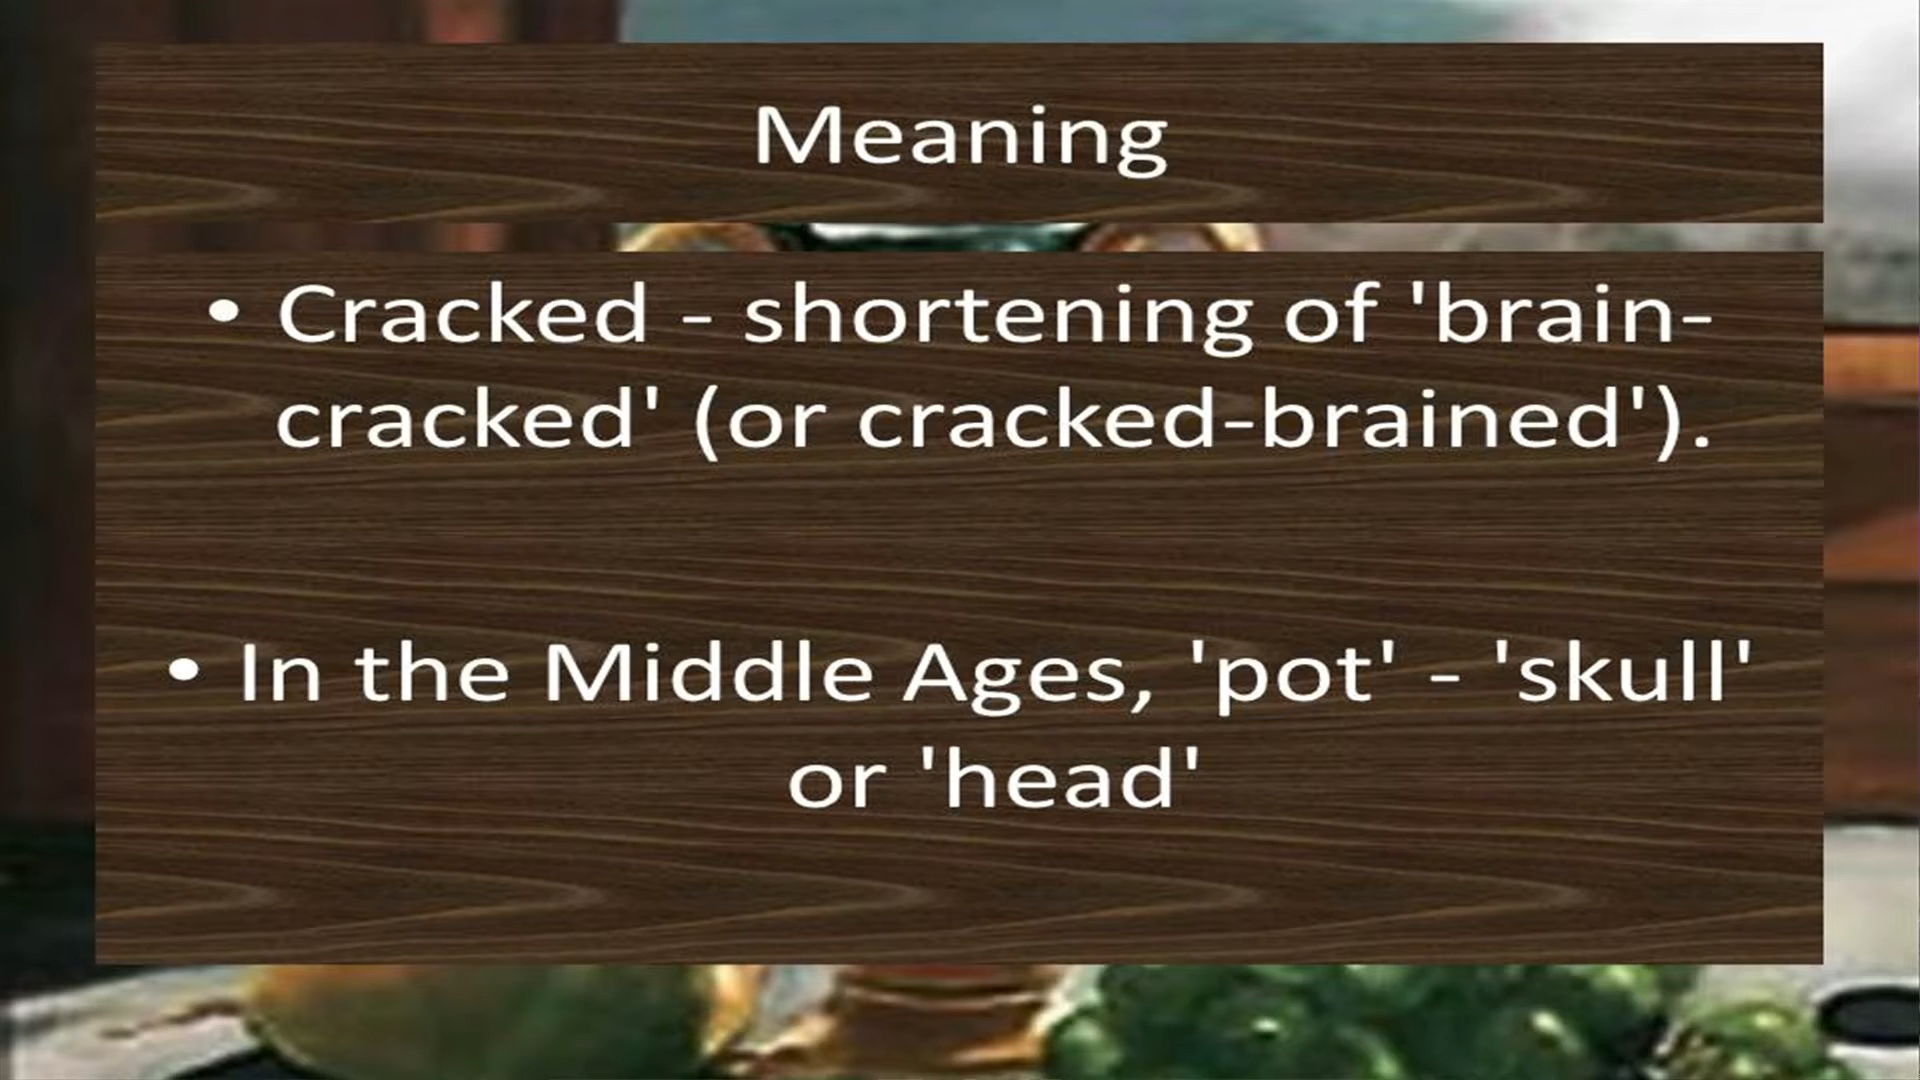 Meaning
• Cracked - shortening of 'brain-
cracked' (or cracked-brained').
• In the Middle Ages, 'pot' - 'skull'
or 'head'